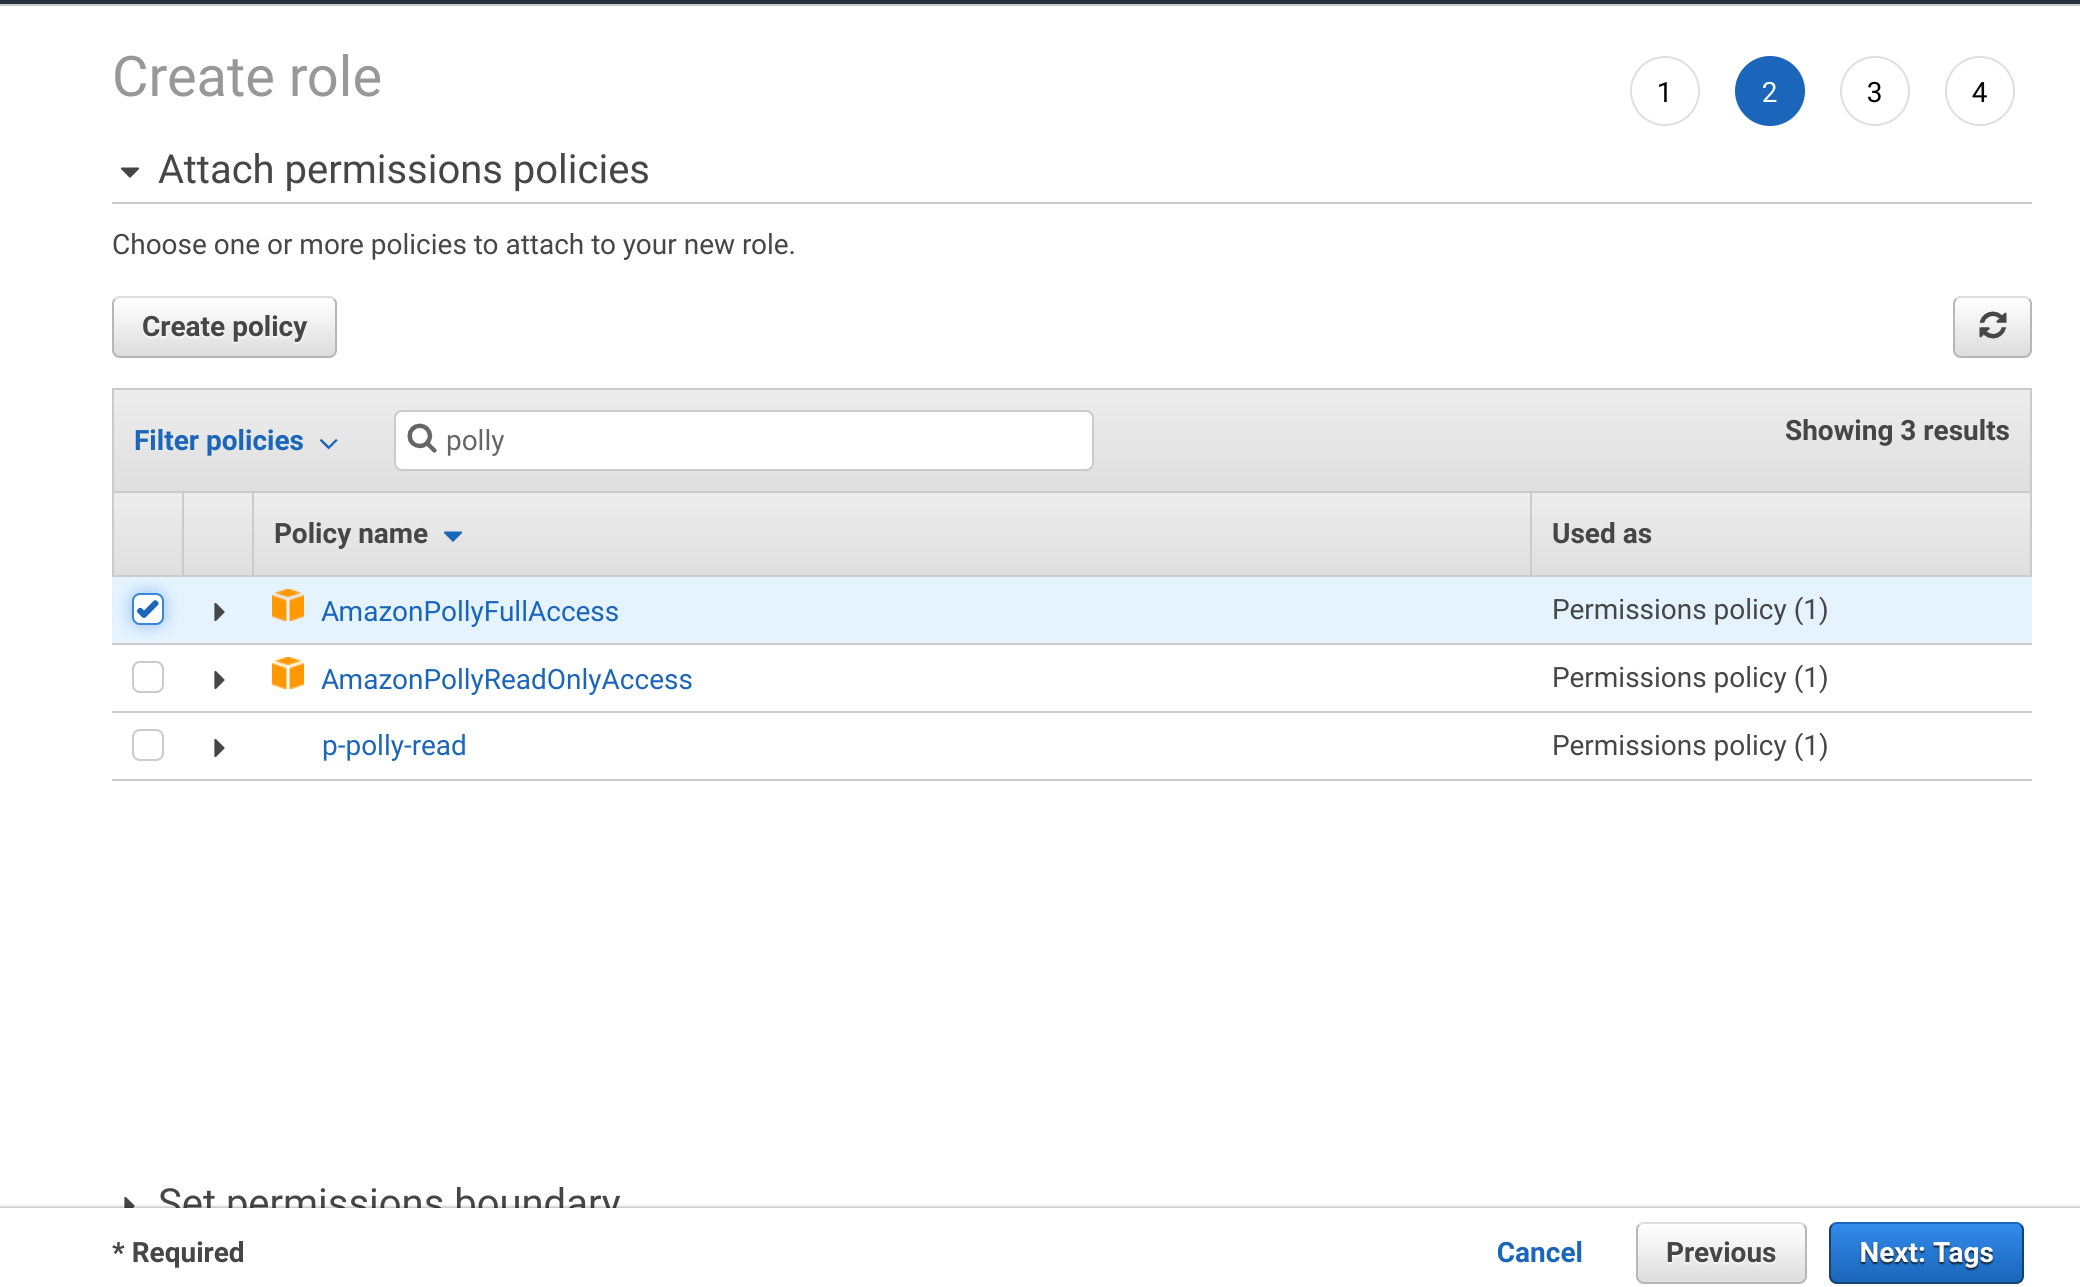 Create role
1 2 3 4
Attach permissions policies
Choose one or more policies to attach to your new role.
Create policy
Filter policies polly Showing 3 results
Policy name Used as
AmazonPollyFullAccess Permissions policy (1)
AmazonPollyReadOnlyAccess Permissions policy (1)
p-polly-read Permissions policy (1)
Set permissions boundary
* Required Cancel Previous Next: Tags